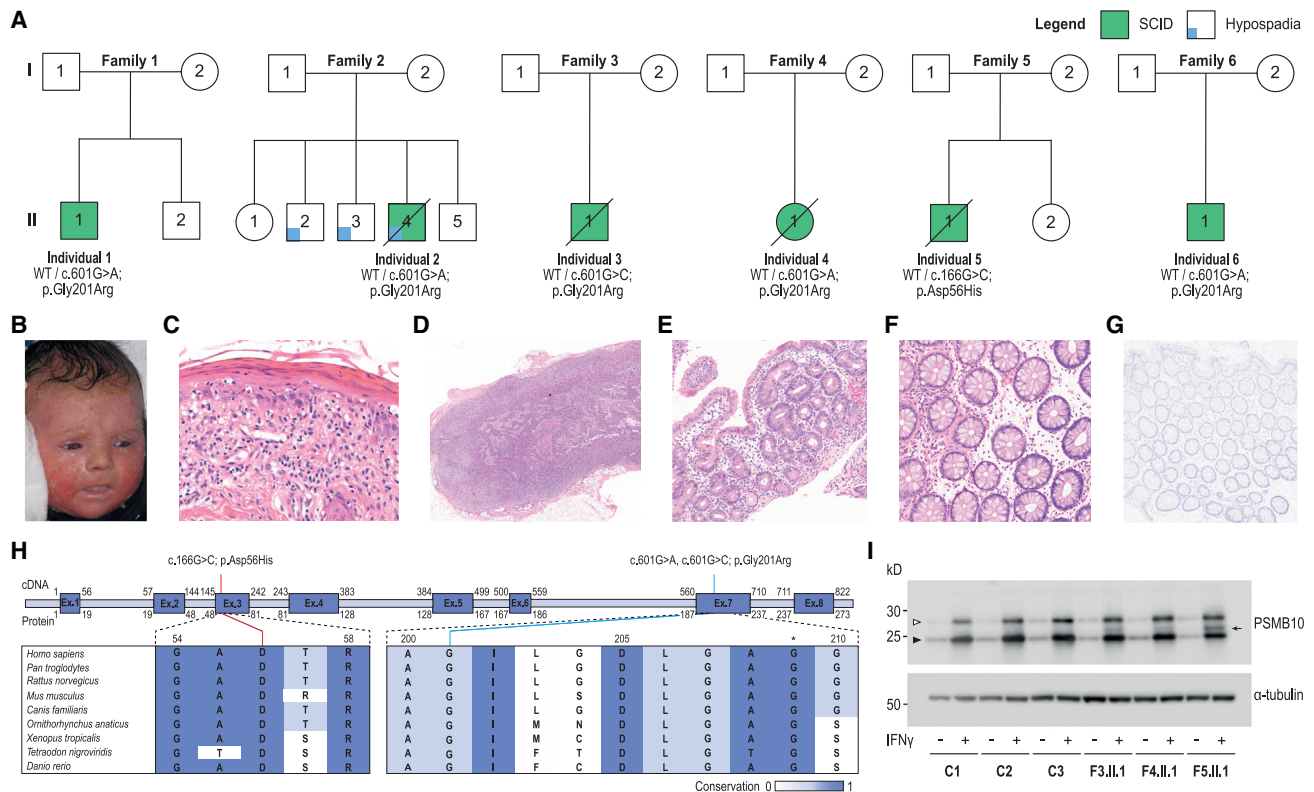 A
Legend SCID Hypospadia
I
1 Family 1 2
1 Family 2 2
1 Family 3 2
1 Family 4 2
1 Family 5 2
1 Family 6 2
II
1 2
1 2 3 4 5
1
1
1 2
1
Individual 1
WT / c.601G>A;
p.Gly201Arg
Individual 2
WT / c.601G>A;
p.Gly201Arg
Individual 3
WT / c.601G>C;
p.Gly201Arg
Individual 4
WT / c.601G>A;
p.Gly201Arg
Individual 5
WT / c.166G>C;
p.Asp56His
Individual 6
WT / c.601G>A;
p.Gly201Arg
B C D E F G
H
c.166G>C; p.Asp56His c.601G>A, c.601G>C; p.Gly201Arg
cDNA 1 56 57 144 145 242 243 383 384 499 500 559 560 710 711 822
Ex.1 Ex.2 Ex.3 Ex.4 Ex.5 Ex.6 Ex.7 Ex.8
Protein 1 19 19 48 48 81 81 128 128 167 167 186 187 237 237 273
54 58 200 205 * 210
Homo sapiens G A D T R A G I L G D L G A G G
Pan troglodytes G A D T R A G I L G D L G A G G
Rattus norvegicus G A D T R A G I L G D L G A G G
Mus musculus G A D R R A G I L S D L G A G G
Canis familiaris G A D T R A G I L G D L G A G G
Ornithorhynchus anaticus G A D T R A G I M N D L G A G S
Xenopus tropicalis G A D S R A G I M C D L G A G S
Tetraodon nigroviridis G T D S R A G I F T D L G T G S
Danio rerio G A D S R A G I F C D L G A G S
Conservation 0 1
I
kD
30
25
PSMB10
50
α-tubulin
IFNγ - + - + - + - + - + - +
C1 C2 C3 F3.II.1 F4.II.1 F5.II.1